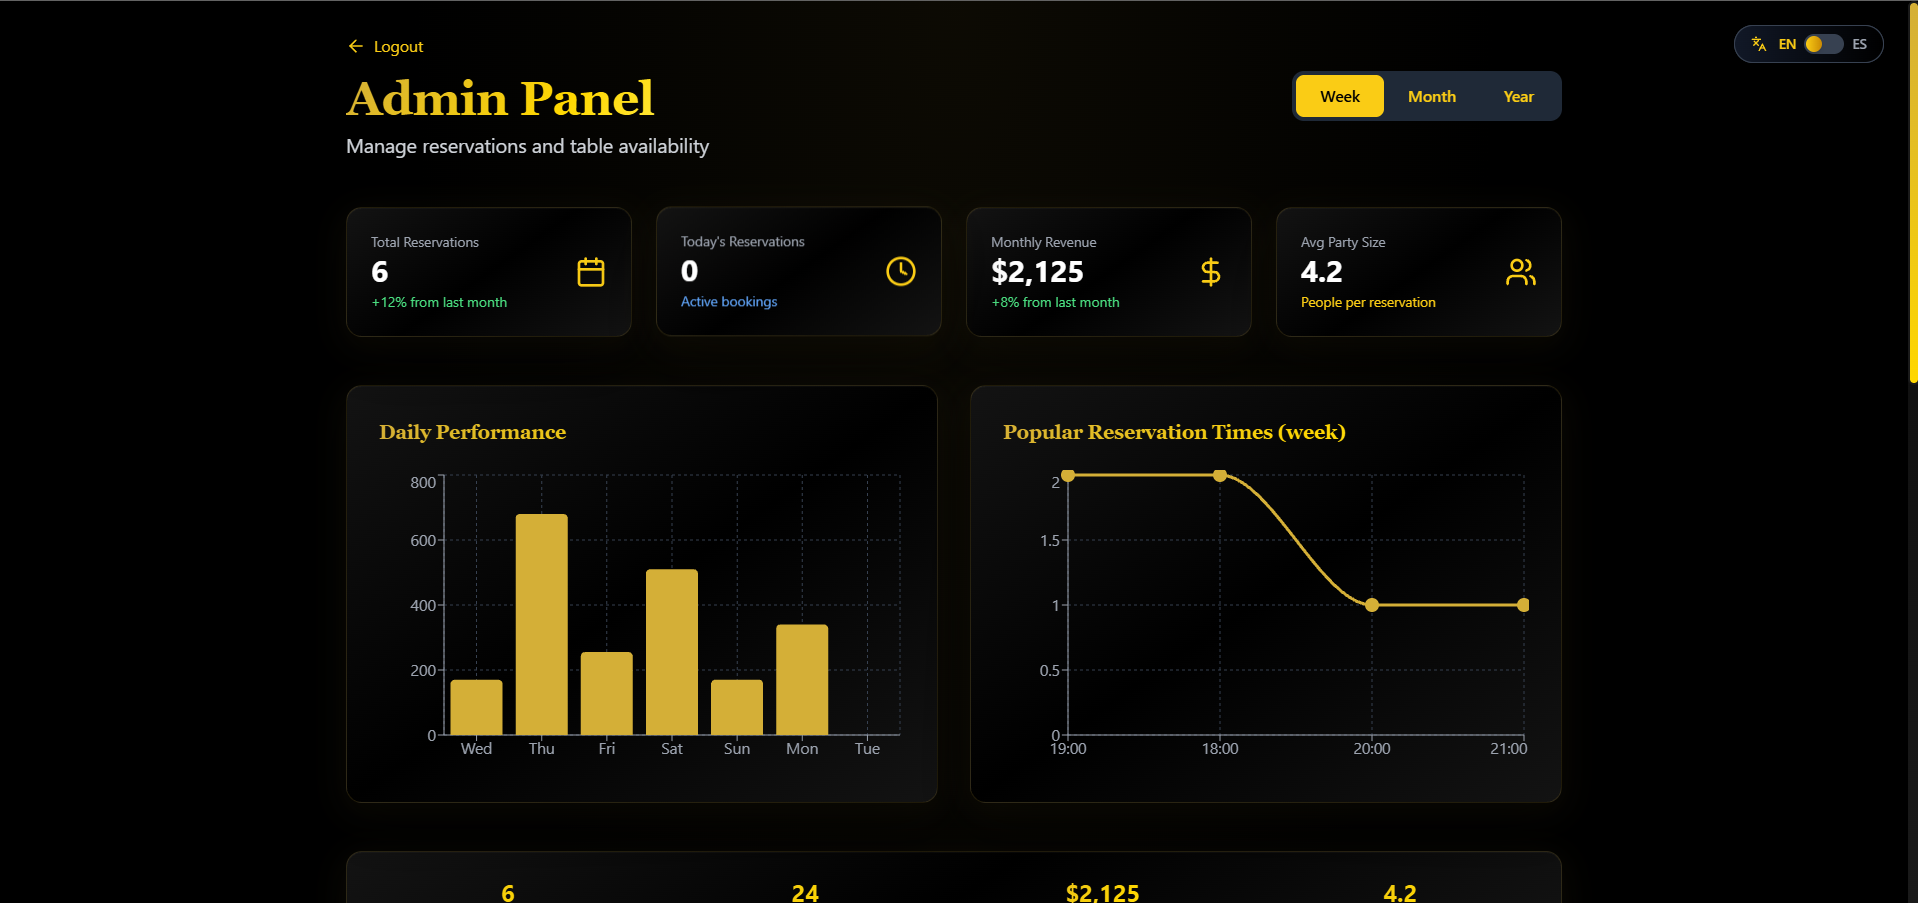 Logout
EN ES
Admin Panel
Week Month Year
Manage reservations and table availability
Total Reservations
6
+12% from last month
Today's Reservations
0
Active bookings
Monthly Revenue
$2,125
+8% from last month
Avg Party Size
4.2
People per reservation
Daily Performance
800
600
400
200
0
Wed Thu Fri Sat Sun Mon Tue
Popular Reservation Times (week)
2
1.5
1
0.5
0
19:00 18:00 20:00 21:00
6 24 $2,125 4.2